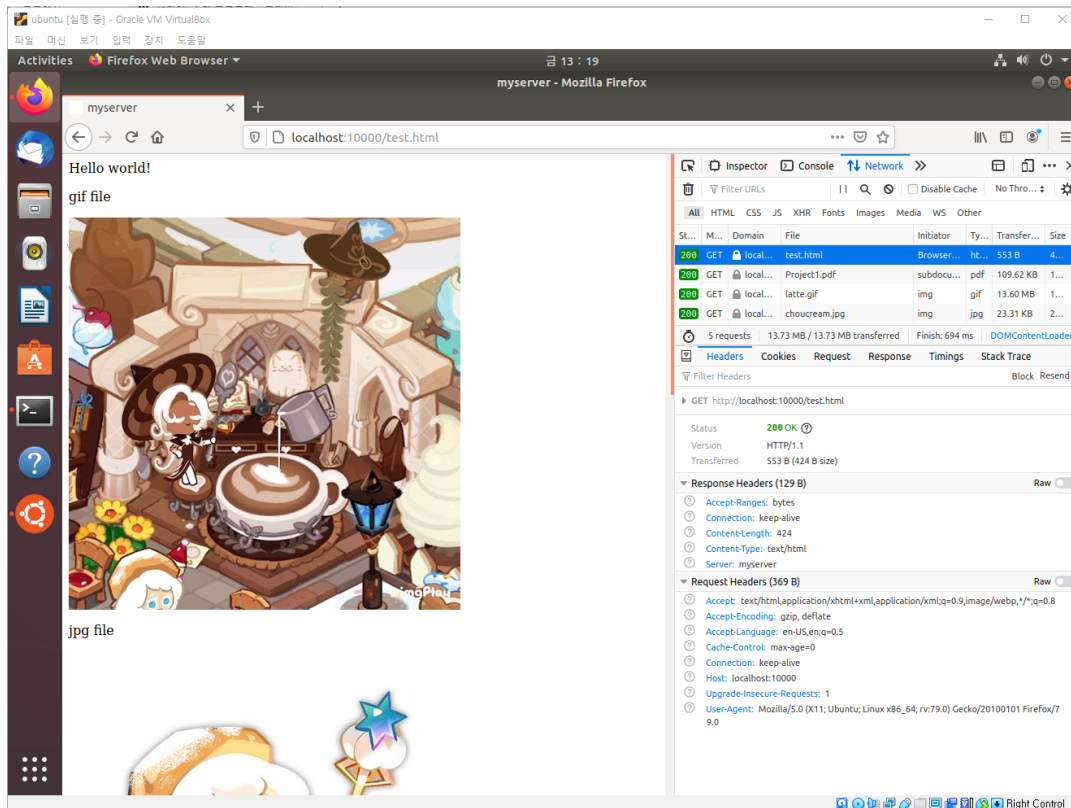 ubuntu [실행 중] - Oracle VM VirtualBox
파일 머신 보기 입력 장치 도움말
Activities Firefox Web Browser 금 13 : 19
myserver - Mozilla Firefox
myserver
localhost:10000/test.html
Hello world!
gif file
imgPlay
jpg file
Inspector Console Network
Filter URLs Disable Cache No Thro...
All HTML CSS JS XHR Fonts Images Media WS Other
St... M... Domain File Initiator Ty... Transfer... Size
200 GET local... test.html Browser... ht... 553 B 4...
200 GET local... Project1.pdf subdocu... pdf 109.62 KB 1...
200 GET local... latte.gif img gif 13.60 MB 1...
200 GET local... choucream.jpg img jpg 23.31 KB 2...
5 requests 13.73 MB / 13.73 MB transferred Finish: 694 ms DOMContentLoaded
Headers Cookies Request Response Timings Stack Trace
Filter Headers Block Resend
GET http://localhost:10000/test.html
Status 200 OK
Version HTTP/1.1
Transferred 553 B (424 B size)
Response Headers (129 B) Raw
Accept-Ranges: bytes
Connection: keep-alive
Content-Length: 424
Content-Type: text/html
Server: myserver
Request Headers (369 B) Raw
Accept: text/html,application/xhtml+xml,application/xml;q=0.9,image/webp,*/*;q=0.8
Accept-Encoding: gzip, deflate
Accept-Language: en-US,en;q=0.5
Cache-Control: max-age=0
Connection: keep-alive
Host: localhost:10000
Upgrade-Insecure-Requests: 1
User-Agent: Mozilla/5.0 (X11; Ubuntu; Linux x86_64; rv:79.0) Gecko/20100101 Firefox/7
9.0
Right Control